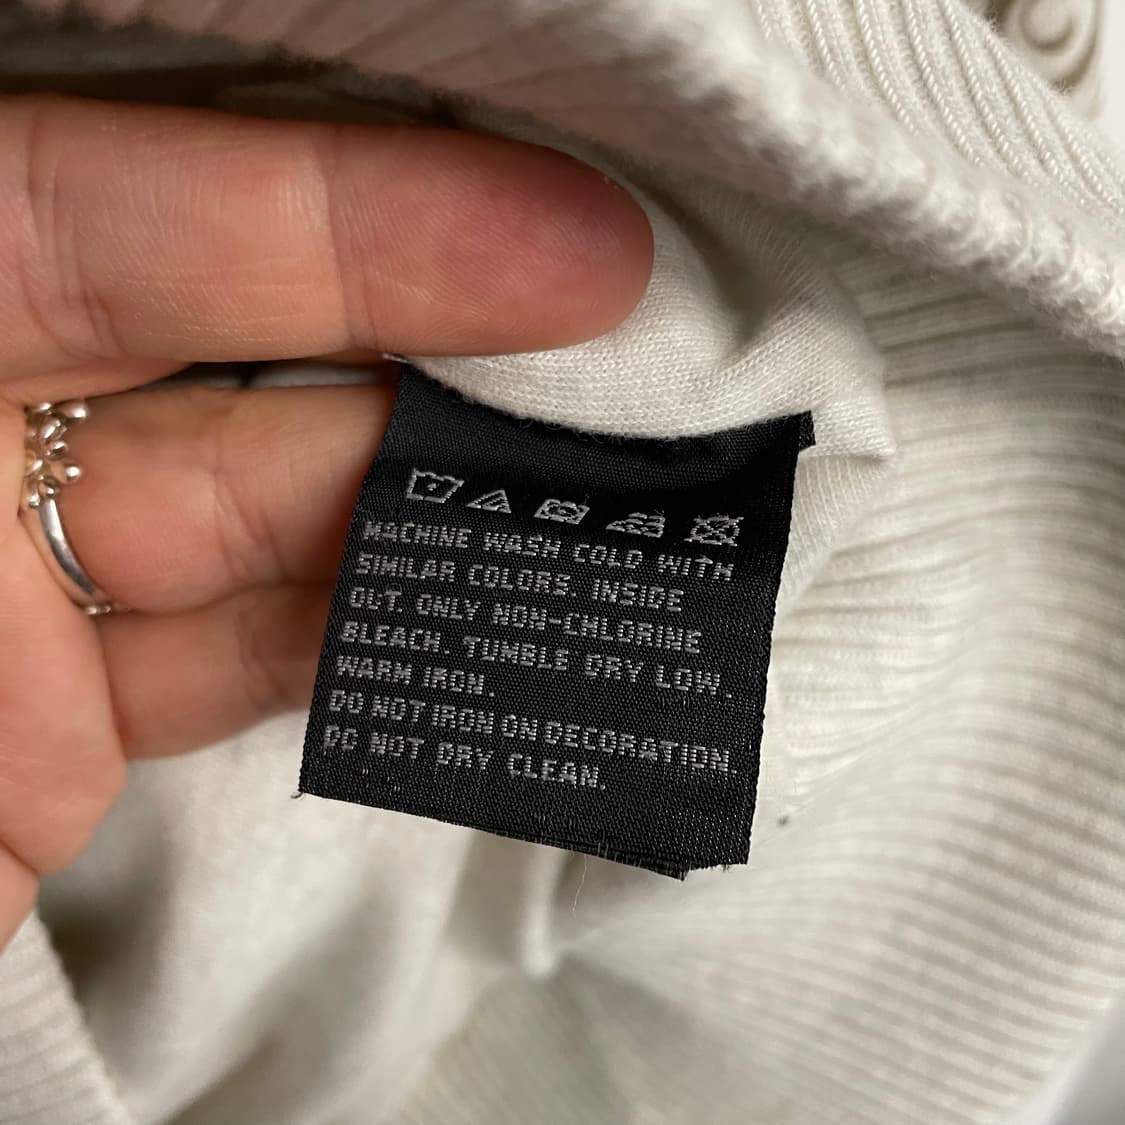 MACHINE WASH COLD WITH
SIMILAR COLORS. INSIDE
OUT. ONLY NON-CHLORINE
BLEACH. TUMBLE DRY LOW.
WARM IRON.
DO NOT IRON ON DECORATION.
DO NOT DRY CLEAN.